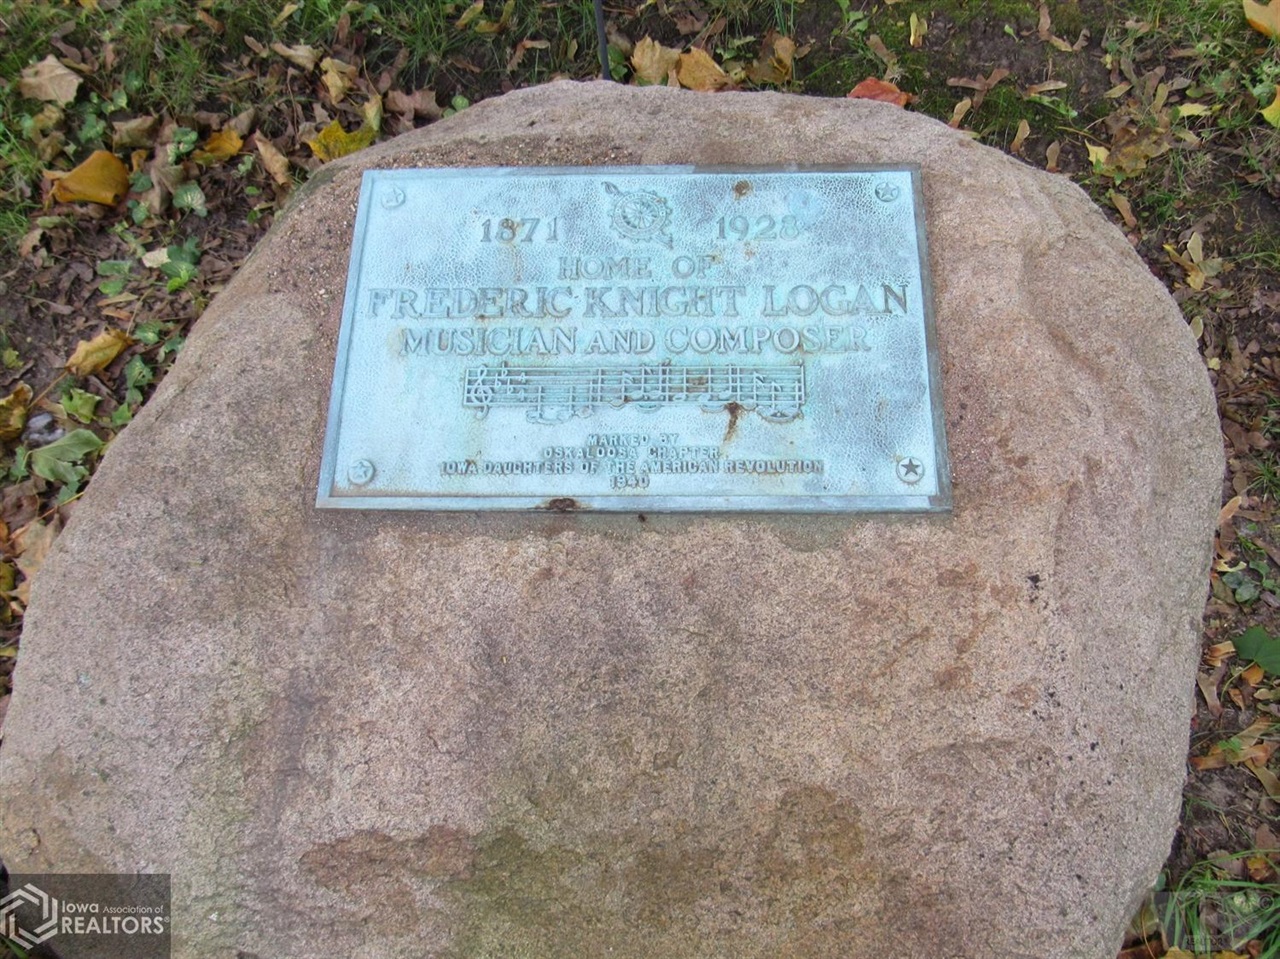 1871 1928
HOME OF
FREDERIC KNIGHT LOGAN
MUSICIAN AND COMPOSER
MARKED BY
OSKALOOSA CHAPTER
IOWA DAUGHTERS OF THE AMERICAN REVOLUTION
1940
Iowa Association of
REALTORS®